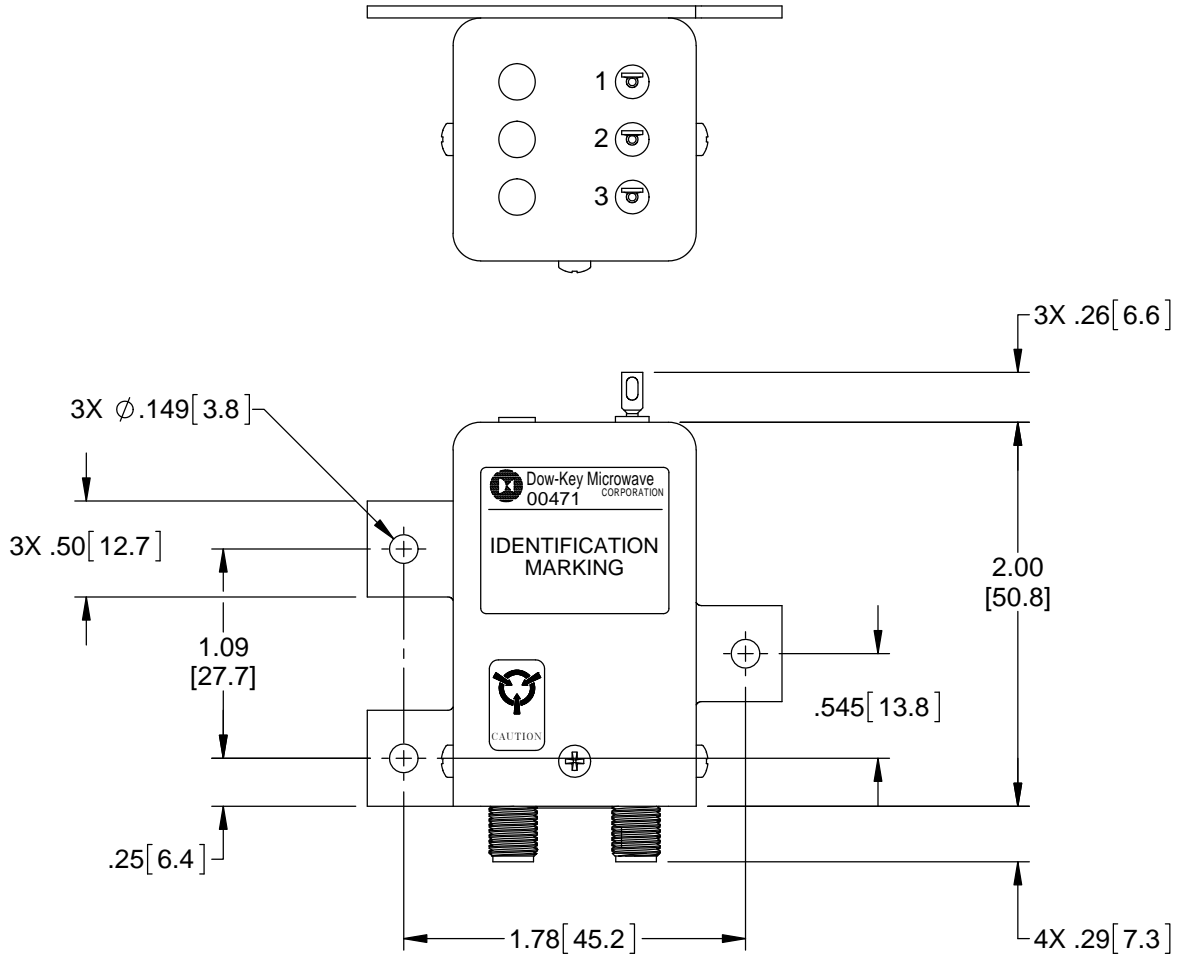 1
2
3
3X .26[6.6]
3X ∅.149[3.8]
Dow-Key Microwave
00471 CORPORATION
3X .50[12.7]
IDENTIFICATION
MARKING
2.00
[50.8]
1.09
[27.7]
.545[13.8]
CAUTION
.25[6.4]
1.78[45.2]
4X .29[7.3]